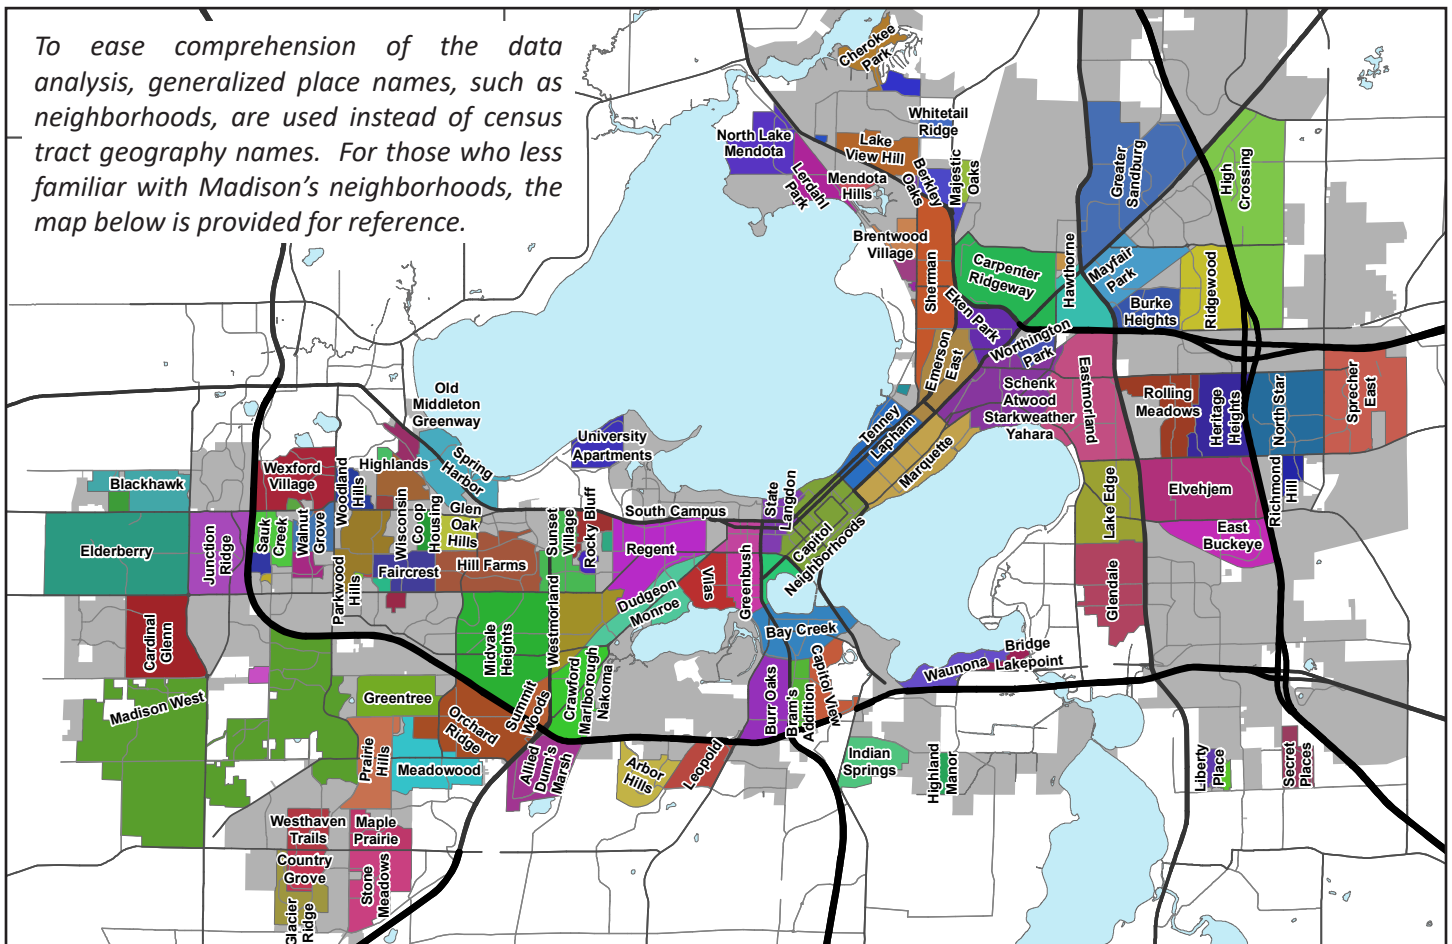 To ease comprehension of the data
analysis, generalized place names, such as
neighborhoods, are used instead of census
tract geography names. For those who less
familiar with Madison's neighborhoods, the
map below is provided for reference.
Cherokee
Park
Whitetail
Ridge
North Lake
Mendota
Lake
View Hill
Lerdahl
Park
Mendota
Hills
Berkley
Oaks
Majestic
Oaks
Greater
Sandburg
High
Crossing
Brentwood
Village
Sherman
Carpenter
Ridgeway
Hawthorne
Mayfair
Park
Burke
Heights
Ridgewood
Eken Park
Worthington
Park
Emerson
East
Schenk
Atwood
Starkweather
Yahara
Eastmorland
Rolling
Meadows
Heritage
Heights
North Star
Sprecher
East
Old
Middleton
Greenway
Tenney
Lapham
Marquette
University
Apartments
Spring
Harbor
Highlands
Wexford
Village
Woodland
Hills
Blackhawk
State
Langdon
Lake Edge
Elvehjem
Richmond
Hill
East
Buckeye
Elderberry
Junction
Ridge
Sauk
Creek
Walnut
Grove
Wisconsin
Coop
Housing
Glen
Oak
Hills
Sunset
Village
Rocky Buff
South Campus
Regent
Capitol
Neighborhoods
Faircrest
Hill Farms
Parkwood
Hills
Dudgeon
Monroe
Vilas
Greenbush
Glendale
Cardinal
Glenn
Midvale
Heights
Westmorland
Bay Creek
Bridge
Lakepoint
Waunona
Madison West
Greentree
Orchard
Ridge
Summit
Woods
Crawford
Marlborough
Nakoma
Burr Oaks
Bram's
Addition
Capitol View
Prairie
Hills
Meadowood
Allied
Dunn's
Marsh
Arbor
Hills
Leopold
Indian
Springs
Highland
Manor
Liberty
Place
Secret
Places
Westhaven
Trails
Maple
Prairie
Country
Grove
Stone
Meadows
Glacier
Ridge